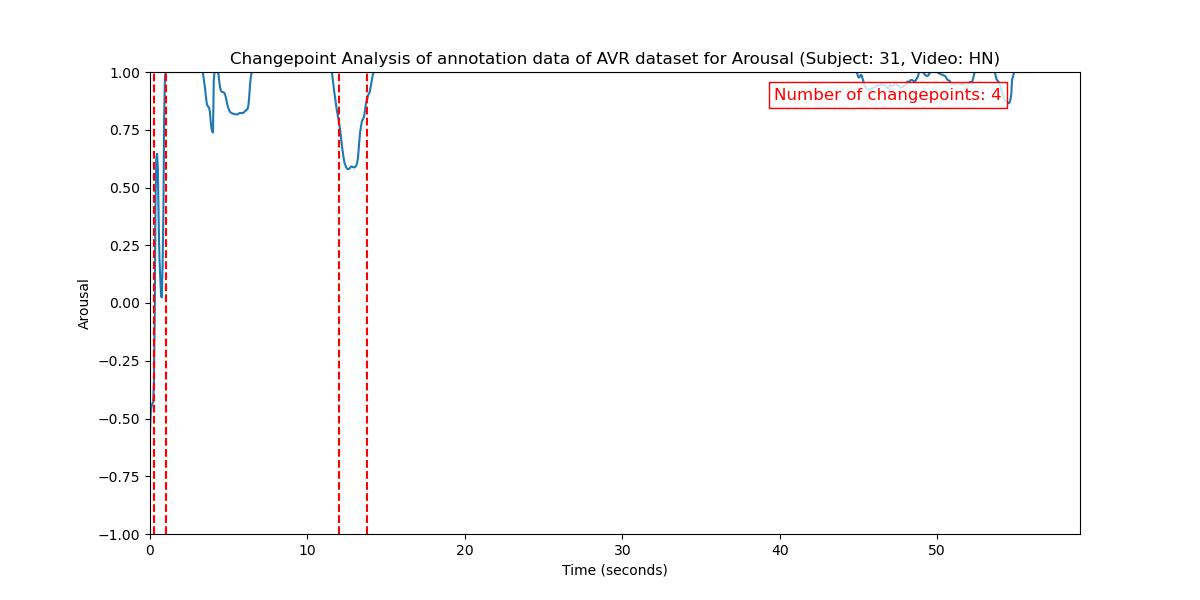 Changepoint Analysis of annotation data of AVR dataset for Arousal (Subject: 31, Video: HN)
Number of changepoints: 4
1.00
0.75
0.50
0.25
0.00
−0.25
−0.50
−0.75
−1.00
Arousal
0 10 20 30 40 50
Time (seconds)